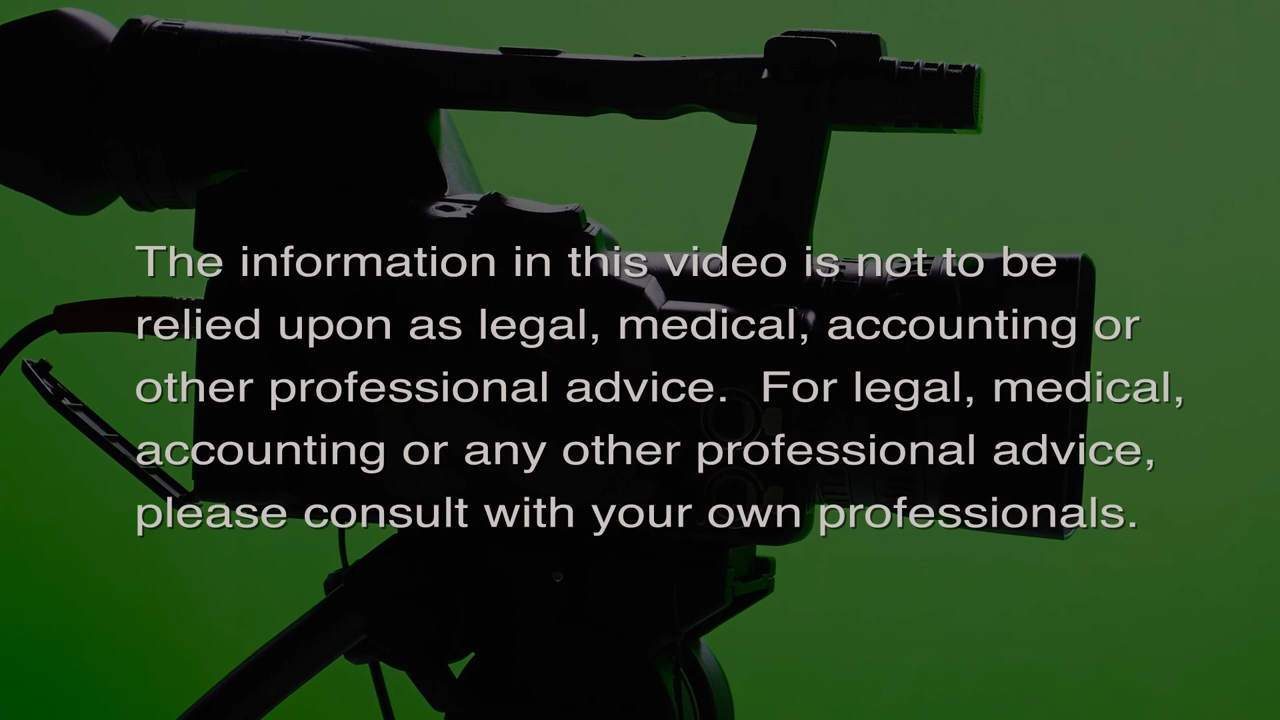 The information in this video is not to be
relied upon as legal, medical, accounting or
other professional advice.  For legal, medical,
accounting or any other professional advice,
please consult with your own professionals.